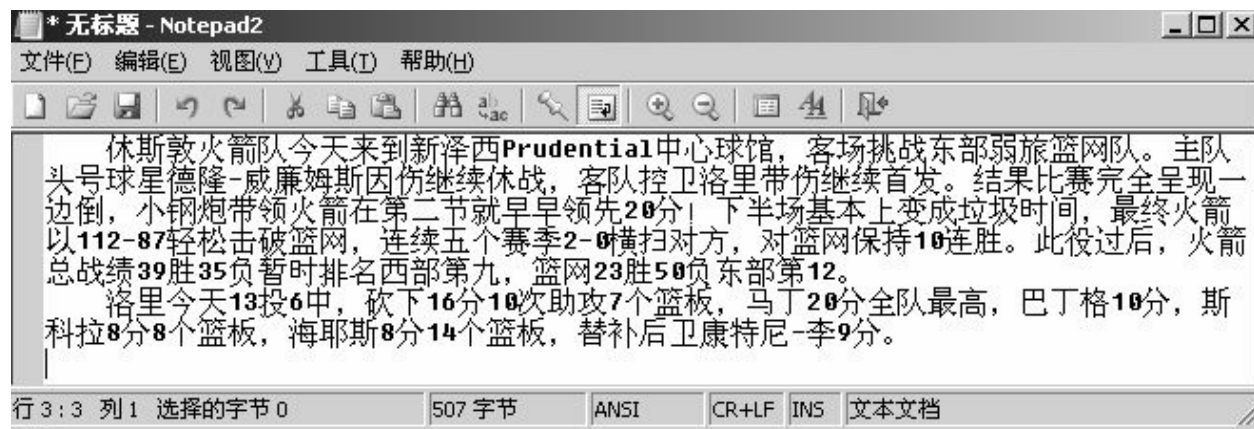 * 无标题 - Notepad2
文件(F) 编辑(E) 视图(V) 工具(T) 帮助(H)
休斯敦火箭队今天来到新泽西Prudential中心球馆，客场挑战东部弱旅篮网队。主队
头号球星德隆-威廉姆斯因伤继续休战，客队控卫洛里带伤继续首发。结果比赛完全呈现一
边倒，小钢炮带领火箭在第二节就早早领先20分！下半场基本上变成垃圾时间，最终火箭
以112-87轻松击破篮网，连续五个赛季2-0横扫对方，对篮网保持10连胜。此役过后，火箭
总战绩39胜35负暂时排名西部第九，篮网23胜50负东部第12。
洛里今天13投6中，砍下16分10次助攻7个篮板，马丁20分全队最高，巴丁格10分，斯
科拉8分8个篮板，海耶斯8分14个篮板，替补后卫康特尼-李9分。
行 3 : 3 列 1 选择的字节 0 507 字节 ANSI CR+LF INS 文本文档